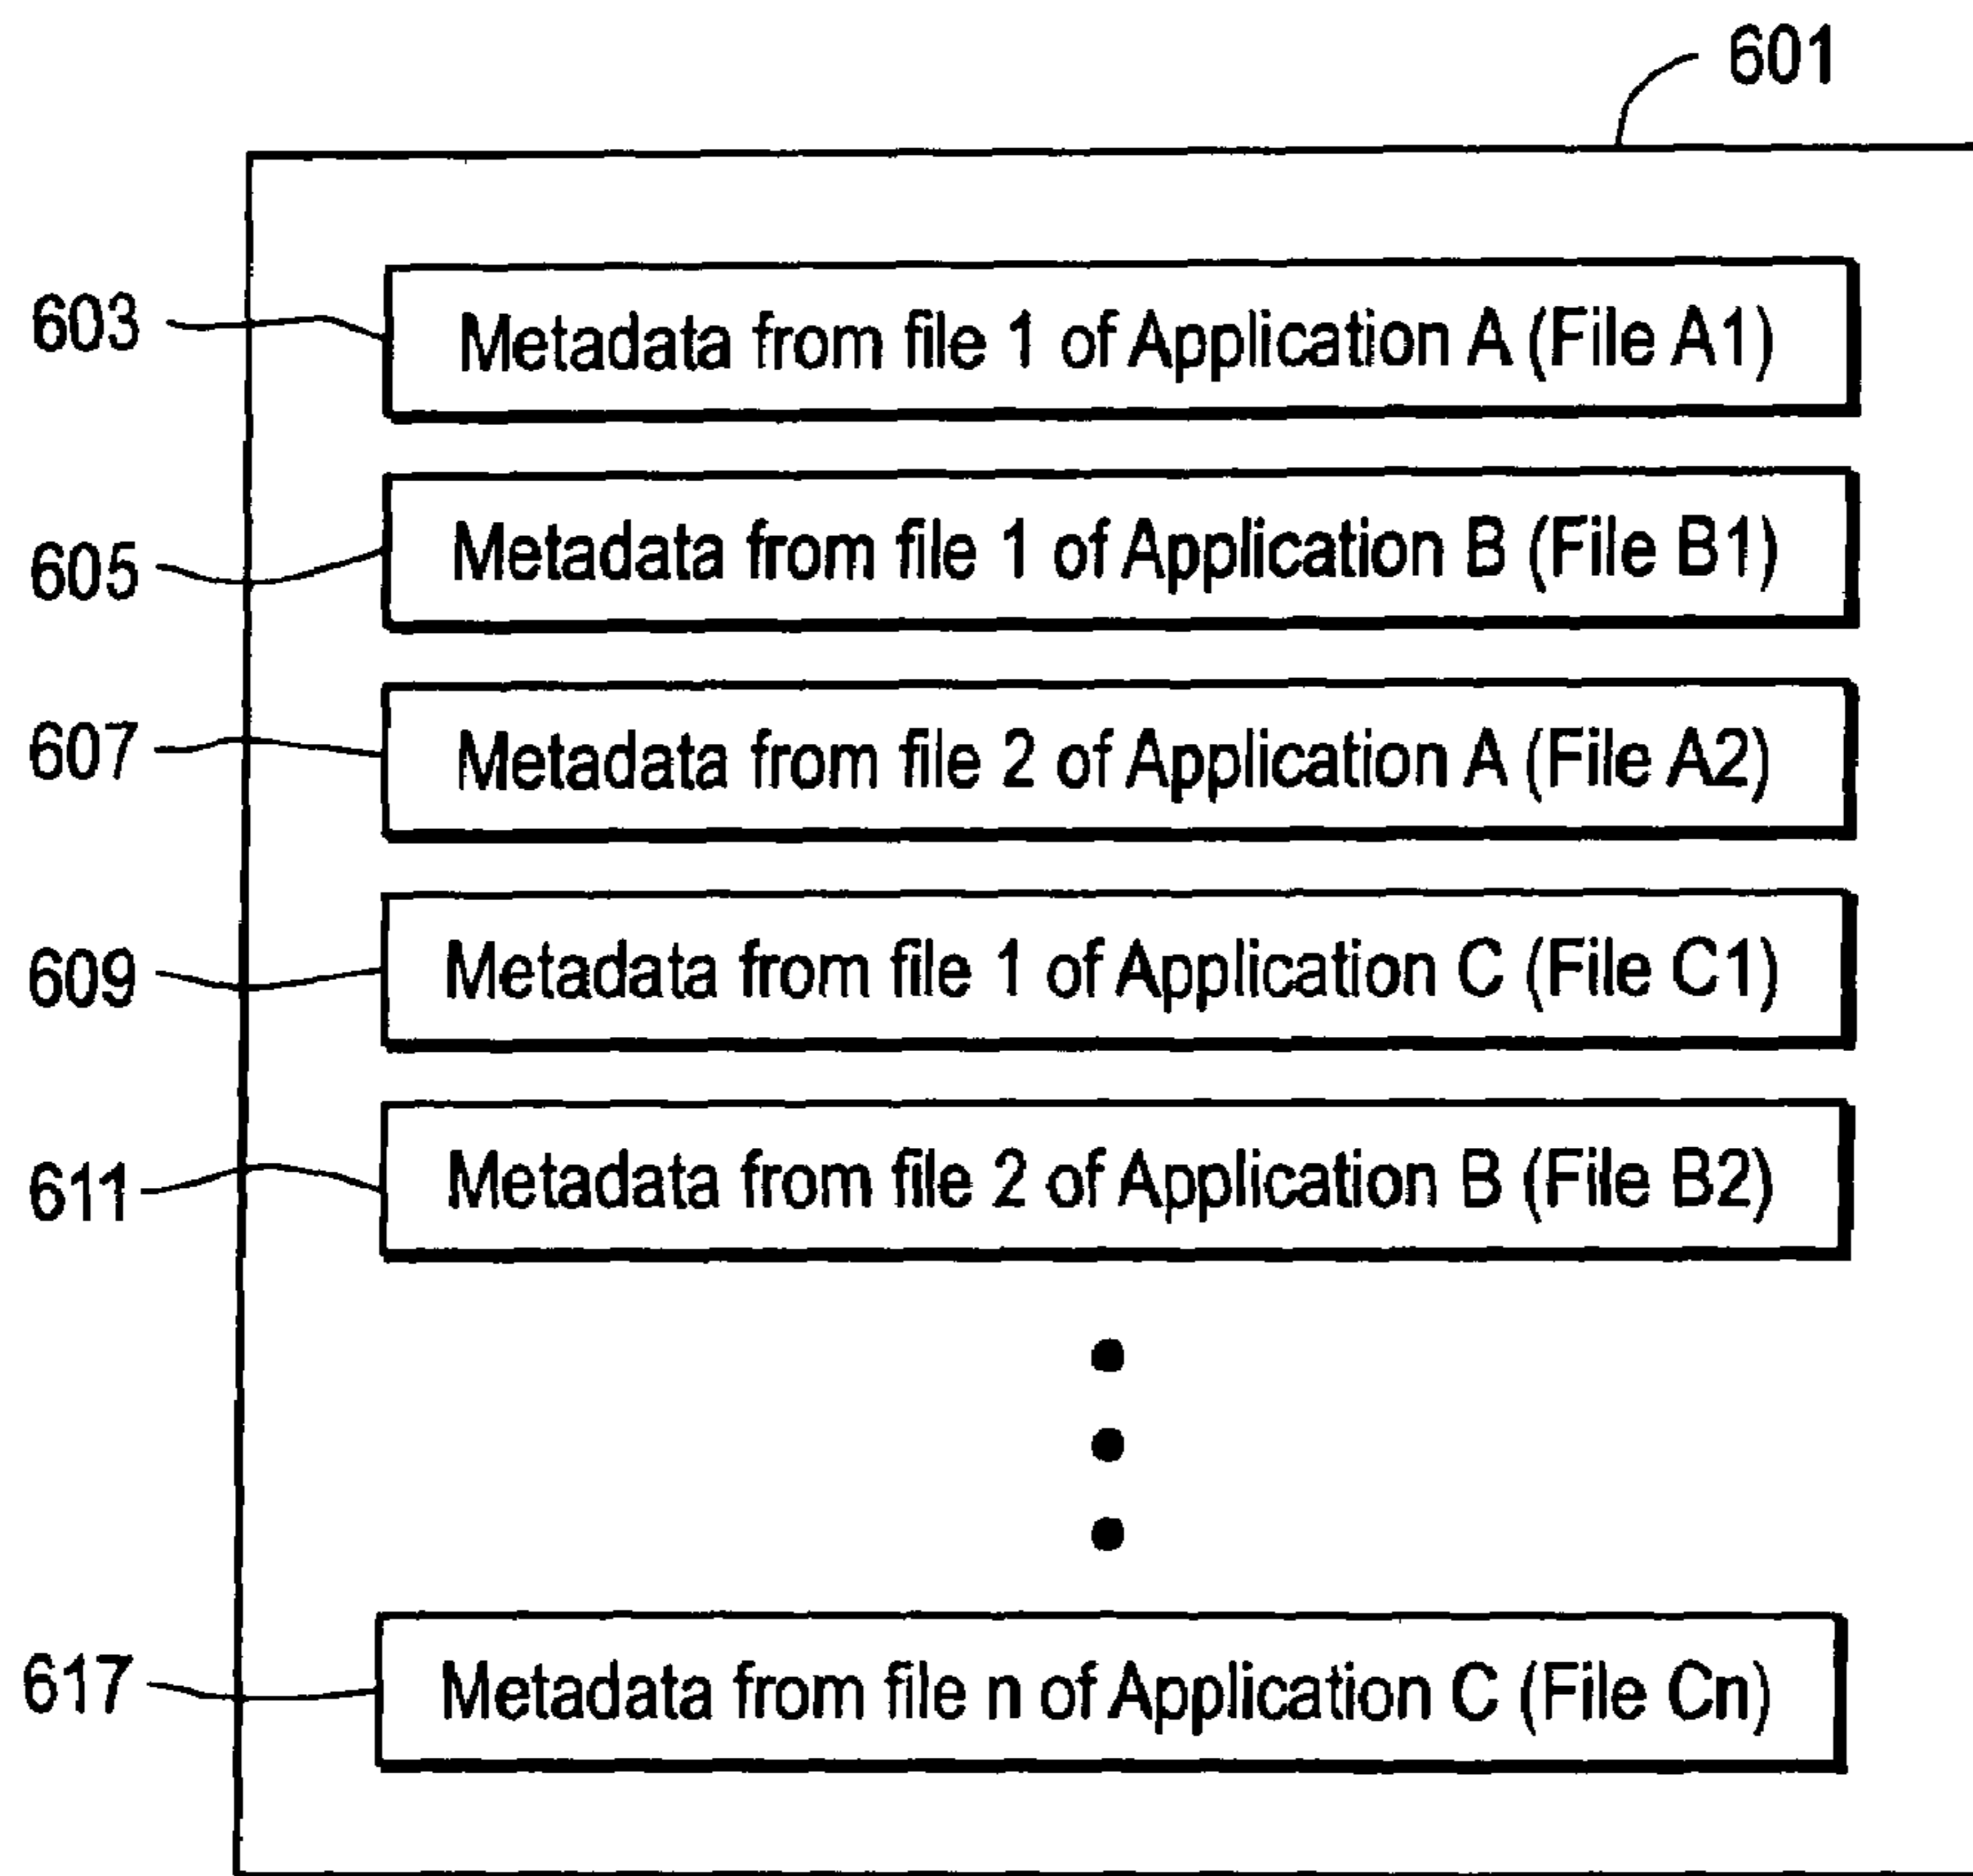 601
603 Metadata from file 1 of Application A (File A1)
605 Metadata from file 1 of Application B (File B1)
607 Metadata from file 2 of Application A (File A2)
609 Metadata from file 1 of Application C (File C1)
611 Metadata from file 2 of Application B (File B2)
617 Metadata from file n of Application C (File Cn)